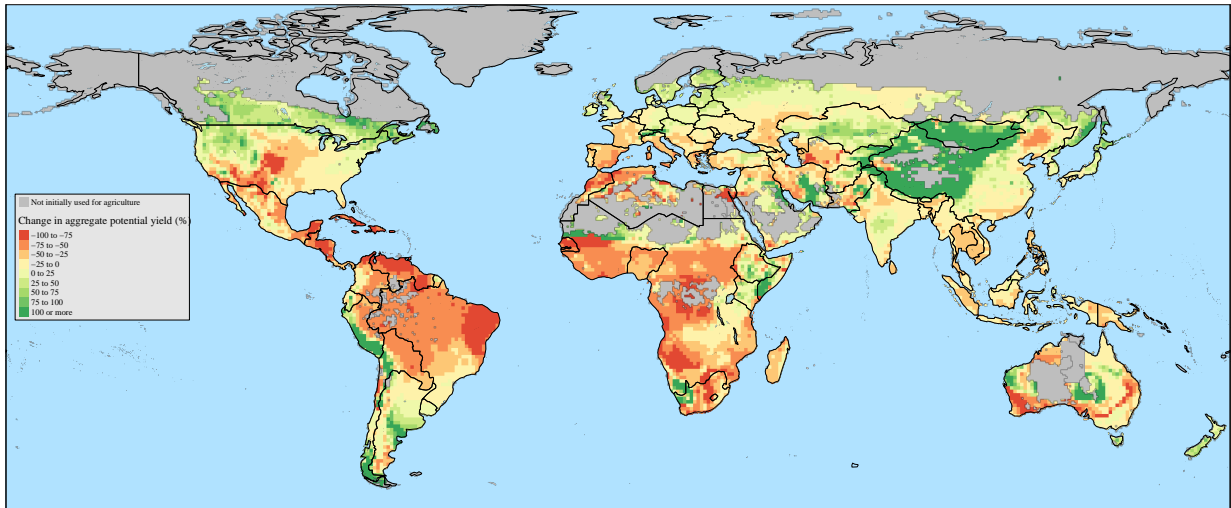 Not initially used for agriculture
Change in aggregate potential yield (%)
−100 to −75
−75 to −50
−50 to −25
−25 to 0
0 to 25
25 to 50
50 to 75
75 to 100
100 or more